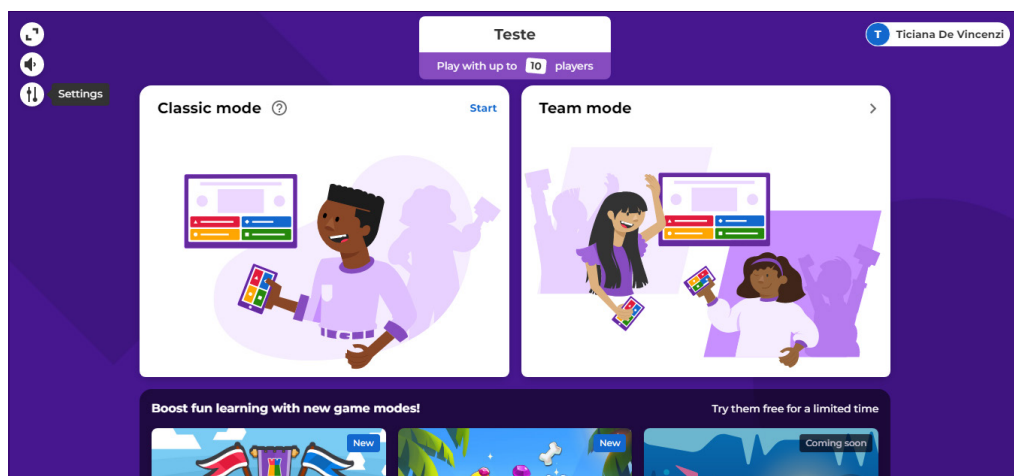 Teste
Play with up to 10 players
T Ticiana De Vincenzi
Settings
Classic mode ? Start
Team mode
Boost fun learning with new game modes! Try them free for a limited time
New
New
Coming soon